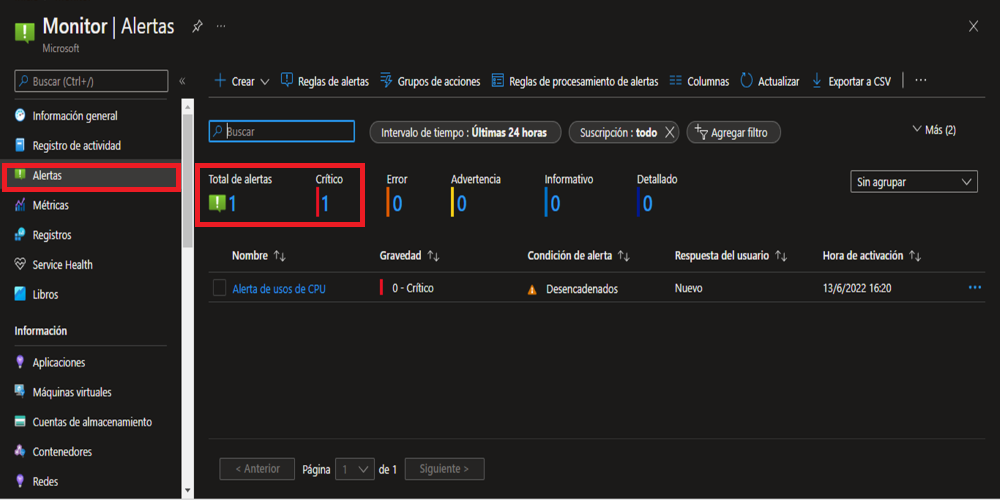 Monitor | Alertas
Microsoft
Buscar (Ctrl+/)
Información general
Registro de actividad
Alertas
Métricas
Registros
Service Health
Libros
Información
Aplicaciones
Máquinas virtuales
Cuentas de almacenamiento
Contenedores
Redes
Crear
Reglas de alertas
Grupos de acciones
Reglas de procesamiento de alertas
Columnas
Actualizar
Exportar a CSV
Buscar
Intervalo de tiempo : Últimas 24 horas
Suscripción : todo
Agregar filtro
Más (2)
Total de alertas
1
Crítico
1
Error
0
Advertencia
0
Informativo
0
Detallado
0
Sin agrupar
Nombre Gravedad Condición de alerta Respuesta del usuario Hora de activación
Alerta de usos de CPU 0 - Crítico Desencadenados Nuevo 13/6/2022 16:20
< Anterior Página 1 de 1 Siguiente >